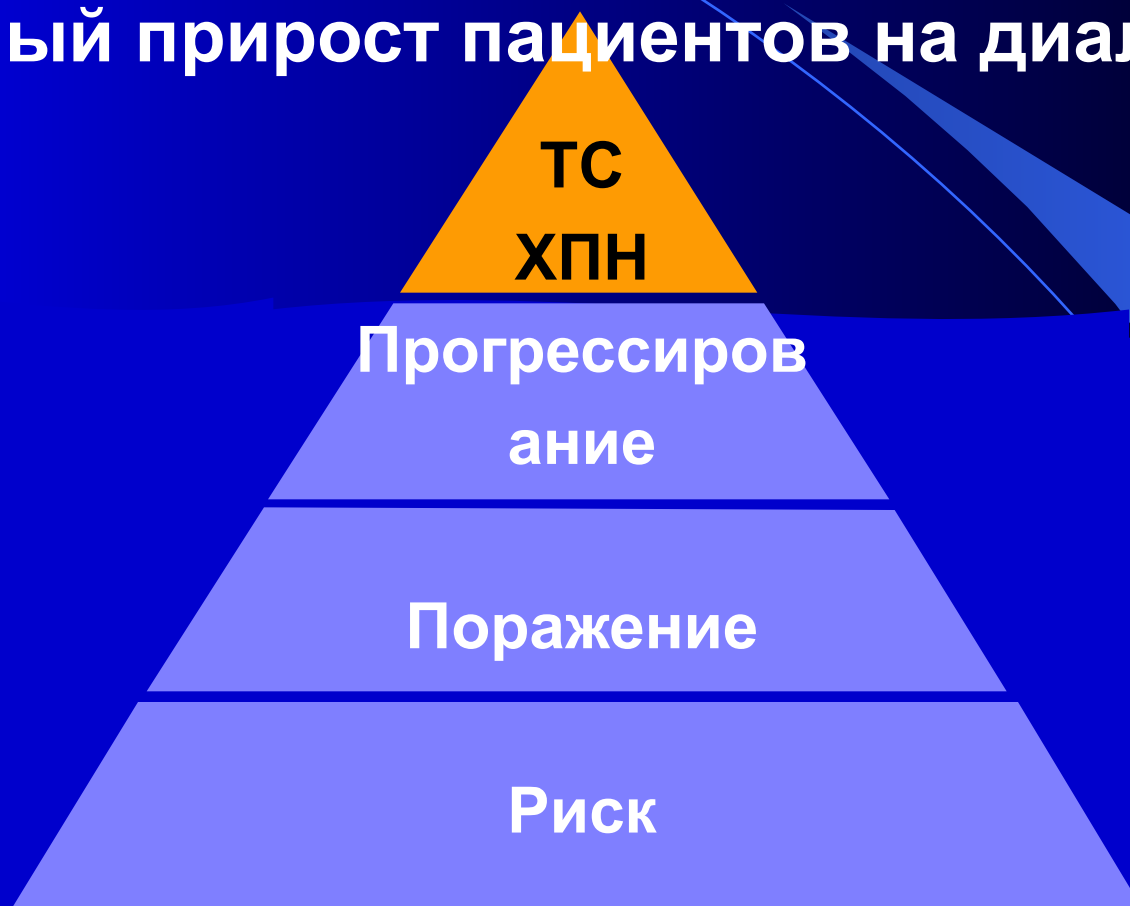 ый прирост пациентов на диал
ТС
ХПН
Прогрессиров
ание
Поражение
Риск